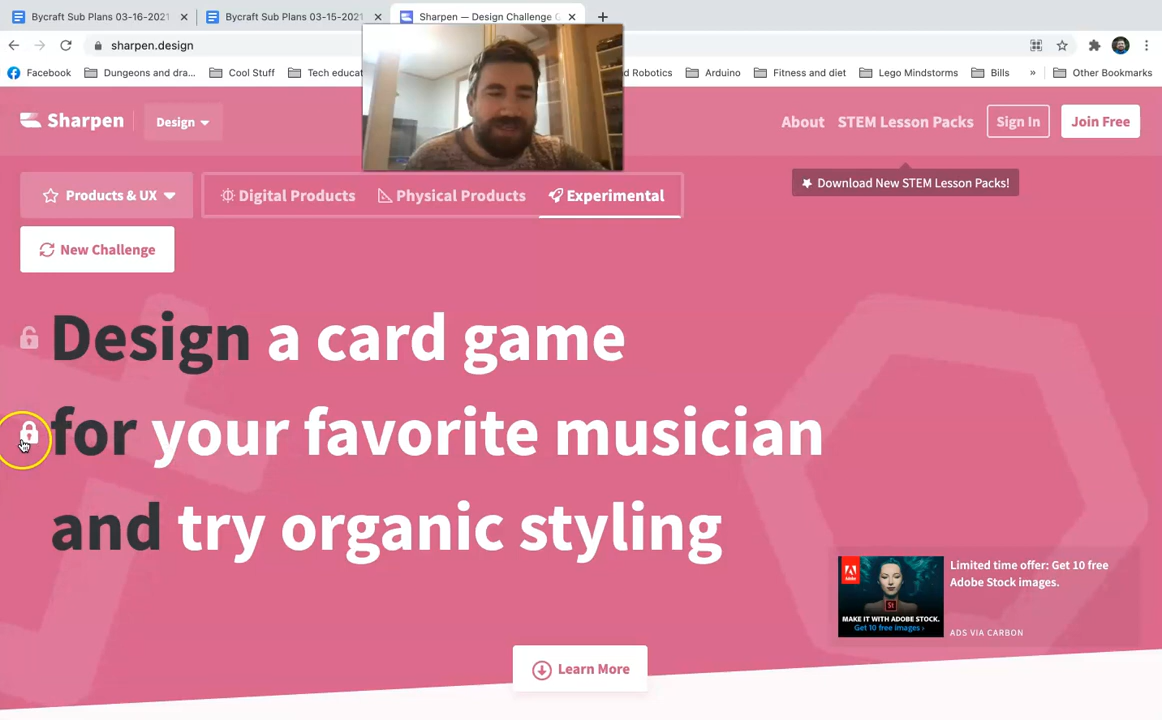 Bycraft Sub Plans 03-16-2021
Bycraft Sub Plans 03-15-2021
Sharpen — Design Challenge G
sharpen.design
Facebook
Dungeons and dra...
Cool Stuff
Tech educat
d Robotics
Arduino
Fitness and diet
Lego Mindstorms
Bills
»
Other Bookmarks
Sharpen
Design
About
STEM Lesson Packs
Sign In
Join Free
Download New STEM Lesson Packs!
Products & UX
Digital Products
Physical Products
Experimental
New Challenge
Design a card game
for your favorite musician
and try organic styling
Limited time offer: Get 10 free
Adobe Stock images.
Adobe
St
MAKE IT WITH ADOBE STOCK.
Get 10 free images ›
ADS VIA CARBON
Learn More